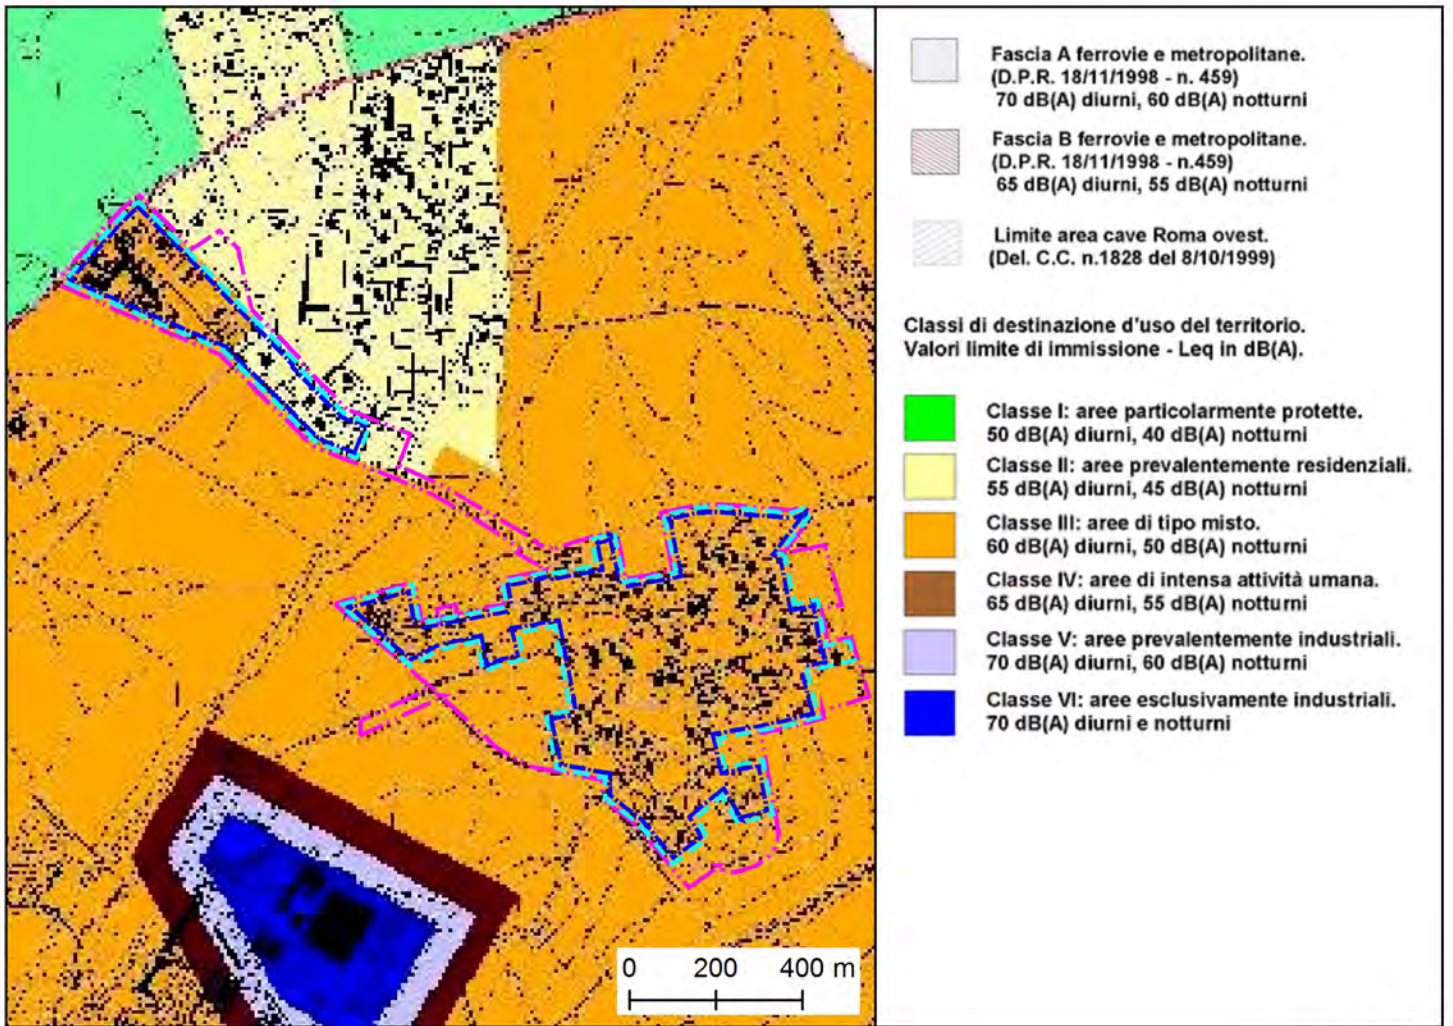 Fascia A ferrovie e metropolitane.
(D.P.R. 18/11/1998 - n. 459)
70 dB(A) diurni, 60 dB(A) notturni
Fascia B ferrovie e metropolitane.
(D.P.R. 18/11/1998 - n.459)
65 dB(A) diurni, 55 dB(A) notturni
Limite area cave Roma ovest.
(Del. C.C. n.1828 del 8/10/1999)
Classi di destinazione d'uso del territorio.
Valori limite di immissione - Leq in dB(A).
Classe I: aree particolarmente protette.
50 dB(A) diurni, 40 dB(A) notturni
Classe II: aree prevalentemente residenziali.
55 dB(A) diurni, 45 dB(A) notturni
Classe III: aree di tipo misto.
60 dB(A) diurni, 50 dB(A) notturni
Classe IV: aree di intensa attività umana.
65 dB(A) diurni, 55 dB(A) notturni
Classe V: aree prevalentemente industriali.
70 dB(A) diurni, 60 dB(A) notturni
Classe VI: aree esclusivamente industriali.
70 dB(A) diurni e notturni
0 200 400 m